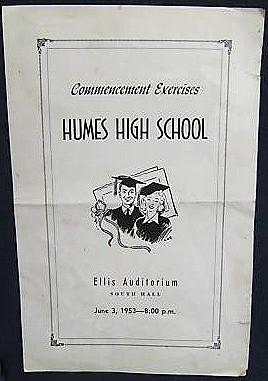 Commencement Exercises
HUMES HIGH SCHOOL
Ellis Auditorium
SOUTH HALL
June 3, 1953—8:00 p.m.